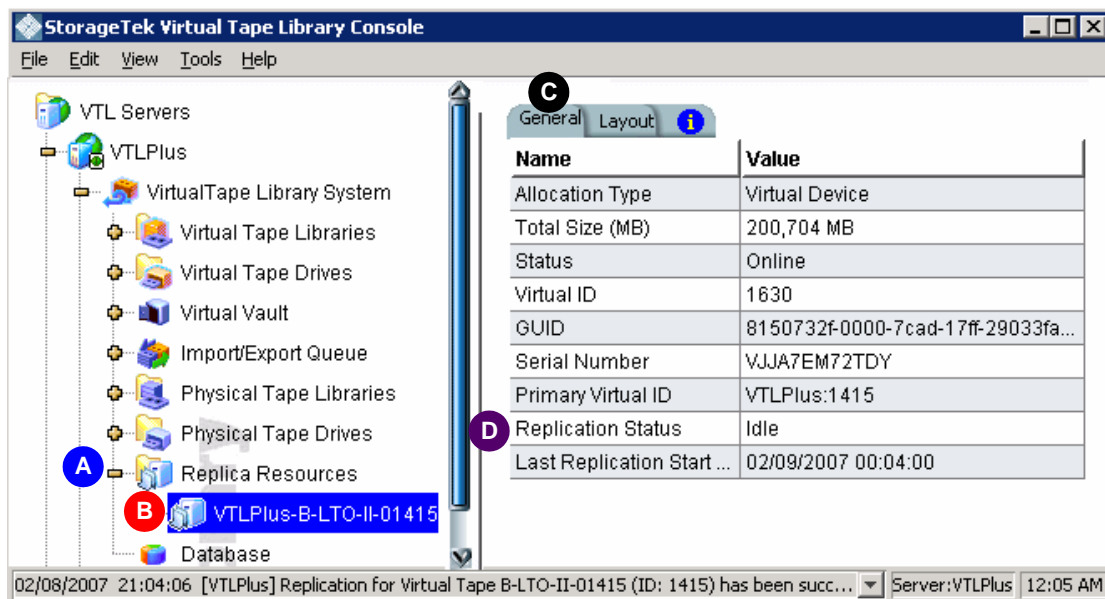 StorageTek Virtual Tape Library Console
File Edit View Tools Help
VTL Servers
VTLPlus
VirtualTape Library System
Virtual Tape Libraries
Virtual Tape Drives
Virtual Vault
Import/Export Queue
Physical Tape Libraries
Physical Tape Drives
A
Replica Resources
B
VTLPlus-B-LTO-II-01415
Database
C
General Layout i
Name Value
Allocation Type Virtual Device
Total Size (MB) 200,704 MB
Status Online
Virtual ID 1630
GUID 8150732f-0000-7cad-17ff-29033fa...
Serial Number VJJA7EM72TDY
Primary Virtual ID VTLPlus:1415
D
Replication Status Idle
Last Replication Start ... 02/09/2007 00:04:00
02/08/2007 21:04:06 [VTLPlus] Replication for Virtual Tape B-LTO-II-01415 (ID: 1415) has been succ... Server:VTLPlus 12:05 AM